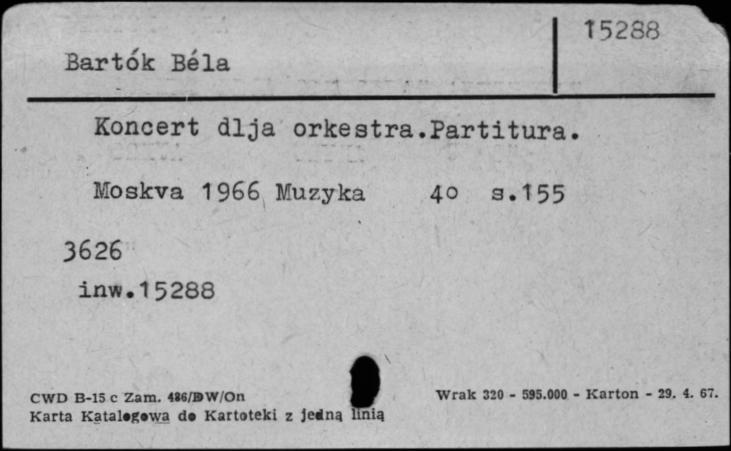 15288
Bartók Béla
Koncert dlja orkestra.Partitura.
Moskva 1966 Muzyka 4o s.155
3626
inw.15288
CWD B-15 c Zam. 486/DW/On Wrak 320 - 595.000 - Karton - 29. 4. 67.
Karta Katalogowa do Kartoteki z jedną linią